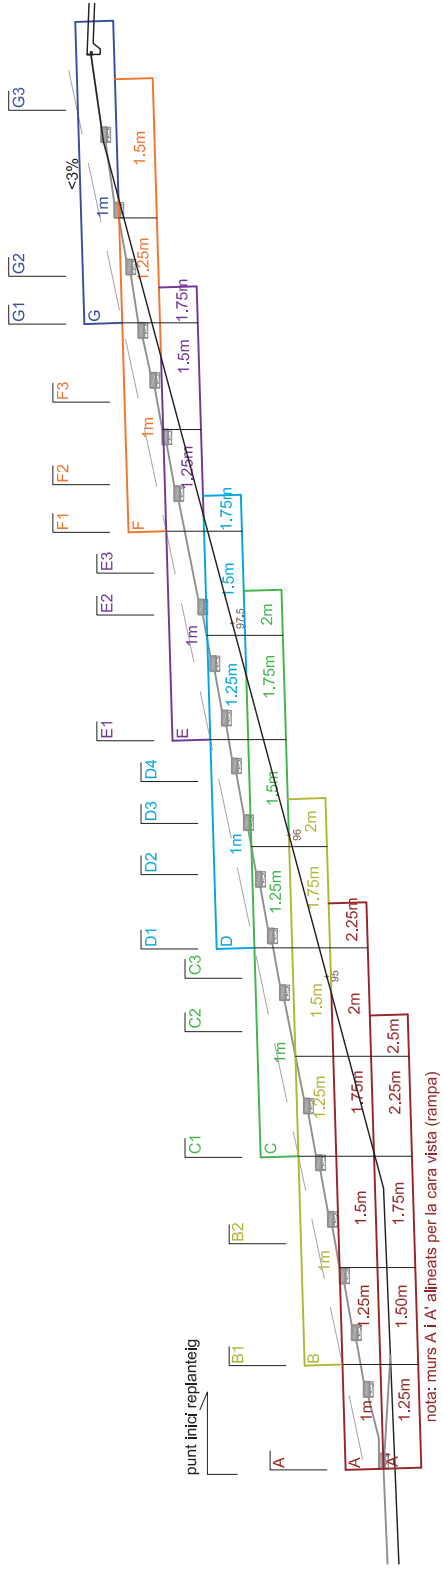 G3
<3%
1.5m
1m
G2
1.25m
1.75m
G1
G
1.5m
F3
1m
F2
1.25m
1.75m
F1
F
E3
1.5m
E2
2m
97.5
1m
1.25m
1.75m
E1
E
D4
1.5m
D3
2m
96
1m
D2
1.75m
1.25m
D1
D
2.25m
C3
95
1.5m
2m
C2
2.5m
1m
1.75m
2.25m
1.25m
C1
C
1.5m
1.75m
B2
1m
1.25m
1.50m
B1
B
punt inici replanteig
1m
1.25m
A
A
A'
nota: murs A i A' alineats per la cara vista (rampa)